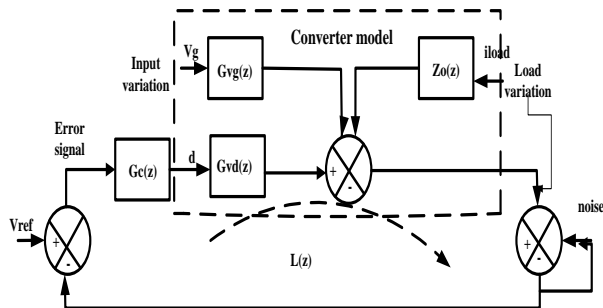 Converter model
Vg
Input
variation
Gvg(z)
Zo(z)
iload
Load
variation
Error
signal
Gc(z)
d
Gvd(z)
+
-
Vref
+
-
L(z)
+
-
noise